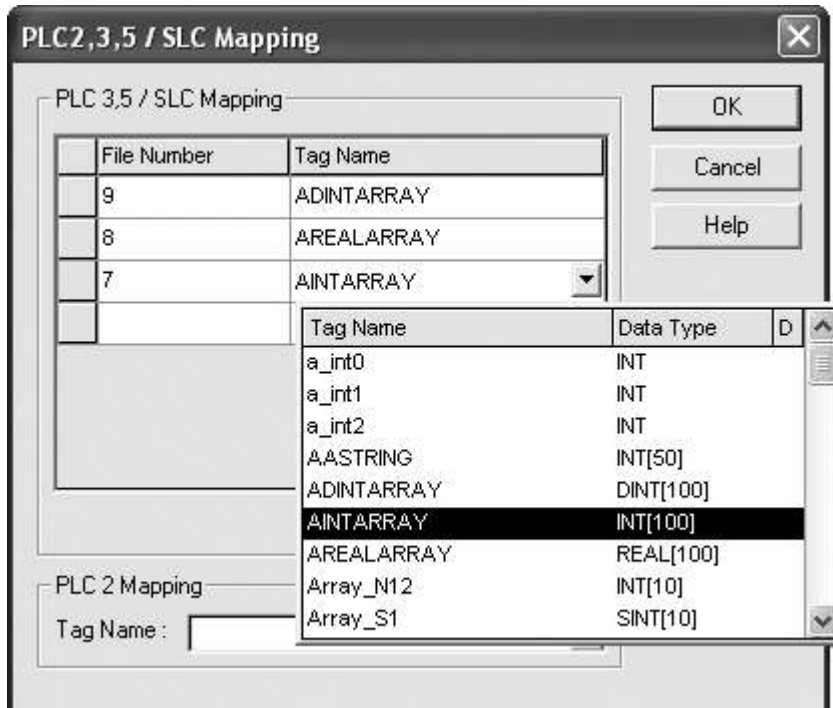 PLC2,3,5 / SLC Mapping
PLC 3,5 / SLC Mapping
File Number Tag Name
9 ADINTARRAY
8 AREALARRAY
7 AINTARRAY
OK
Cancel
Help
Tag Name Data Type D
a_int0 INT
a_int1 INT
a_int2 INT
AASTRING INT[50]
ADINTARRAY DINT[100]
AINTARRAY INT[100]
AREALARRAY REAL[100]
Array_N12 INT[10]
Array_S1 SINT[10]
PLC 2 Mapping
Tag Name :